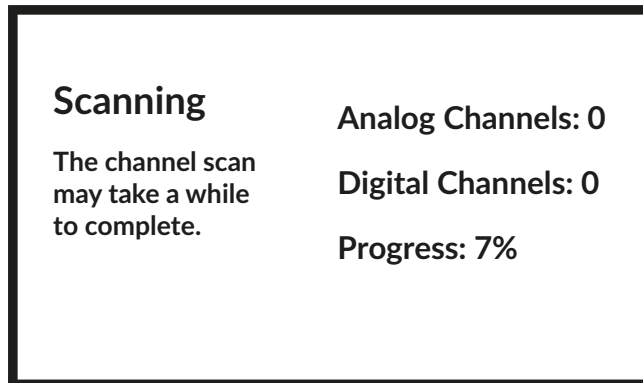 Scanning
The channel scan
may take a while
to complete.
Analog Channels: 0
Digital Channels: 0
Progress: 7%